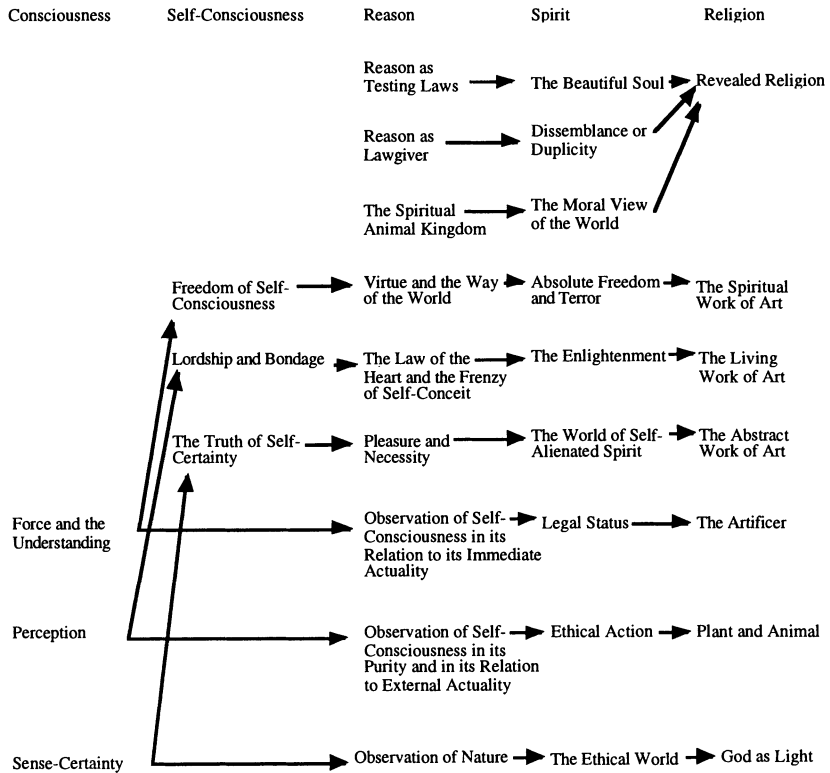 Consciousness Self-Consciousness Reason Spirit Religion
Reason as
Testing Laws
The Beautiful Soul
Revealed Religion
Reason as
Lawgiver
Dissemblance or
Duplicity
The Spiritual
Animal Kingdom
The Moral View
of the World
Freedom of Self-
Consciousness
Virtue and the Way
of the World
Absolute Freedom
and Terror
The Spiritual
Work of Art
Lordship and Bondage
The Law of the
Heart and the Frenzy
of Self-Conceit
The Enlightenment
The Living
Work of Art
The Truth of Self-
Certainty
Pleasure and
Necessity
The World of Self-
Alienated Spirit
The Abstract
Work of Art
Force and the
Understanding
Observation of Self-
Consciousness in its
Relation to its Immediate
Actuality
Legal Status
The Artificer
Perception
Observation of Self-
Consciousness in its
Purity and in its Relation
to External Actuality
Ethical Action
Plant and Animal
Sense-Certainty
Observation of Nature
The Ethical World
God as Light